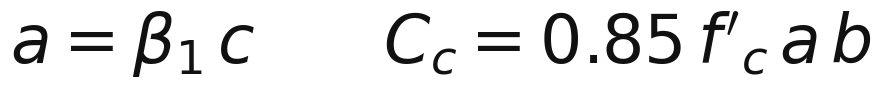 a = β₁ c   C_c = 0.85 f′_c a b